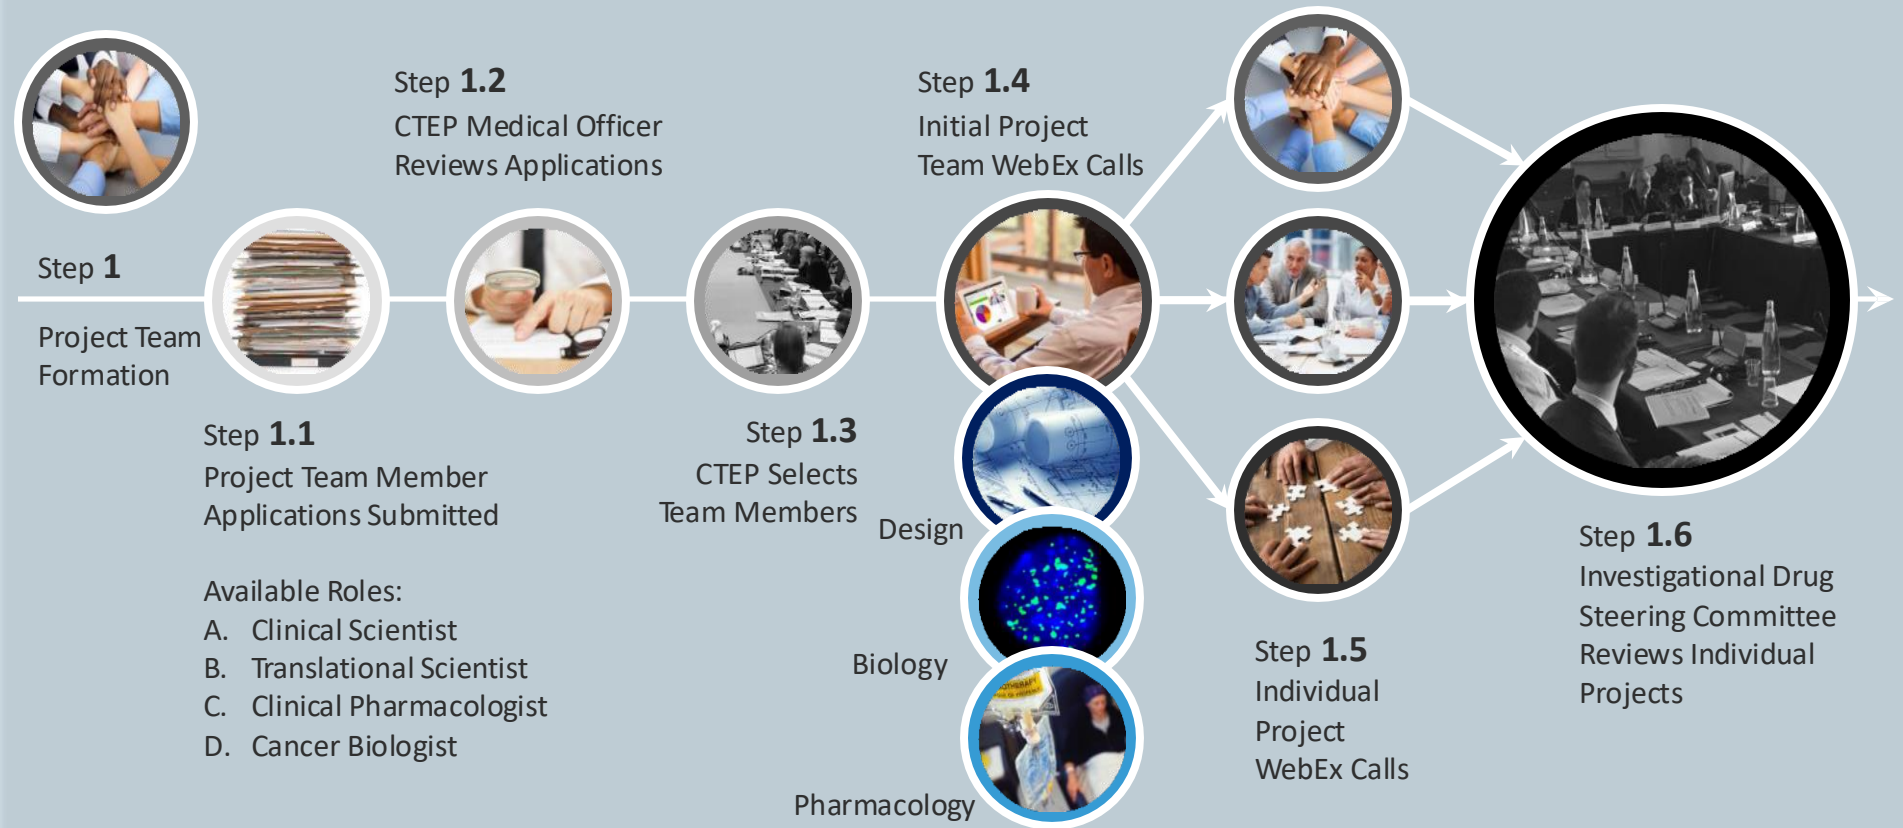 Step 1
Project Team
Formation
Step 1.1
Project Team Member
Applications Submitted
Available Roles:
A. Clinical Scientist
B. Translational Scientist
C. Clinical Pharmacologist
D. Cancer Biologist
Step 1.2
CTEP Medical Officer
Reviews Applications
Step 1.3
CTEP Selects
Team Members
Step 1.4
Initial Project
Team WebEx Calls
Design
Biology
Pharmacology
Step 1.5
Individual
Project
WebEx Calls
Step 1.6
Investigational Drug
Steering Committee
Reviews Individual
Projects